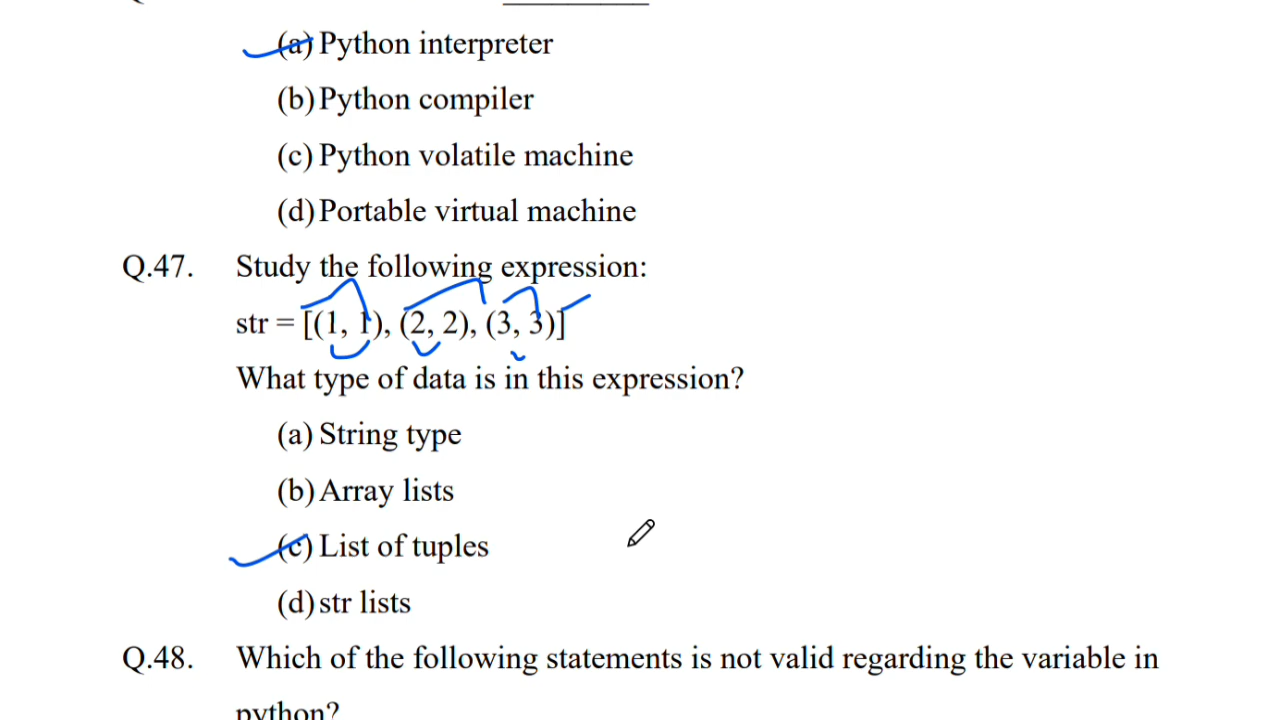 (a) Python interpreter
(b) Python compiler
(c) Python volatile machine
(d) Portable virtual machine
Q.47. Study the following expression:
str = [(1, 1), (2, 2), (3, 3)]
What type of data is in this expression?
(a) String type
(b) Array lists
(c) List of tuples
(d) str lists
Q.48. Which of the following statements is not valid regarding the variable in
python?